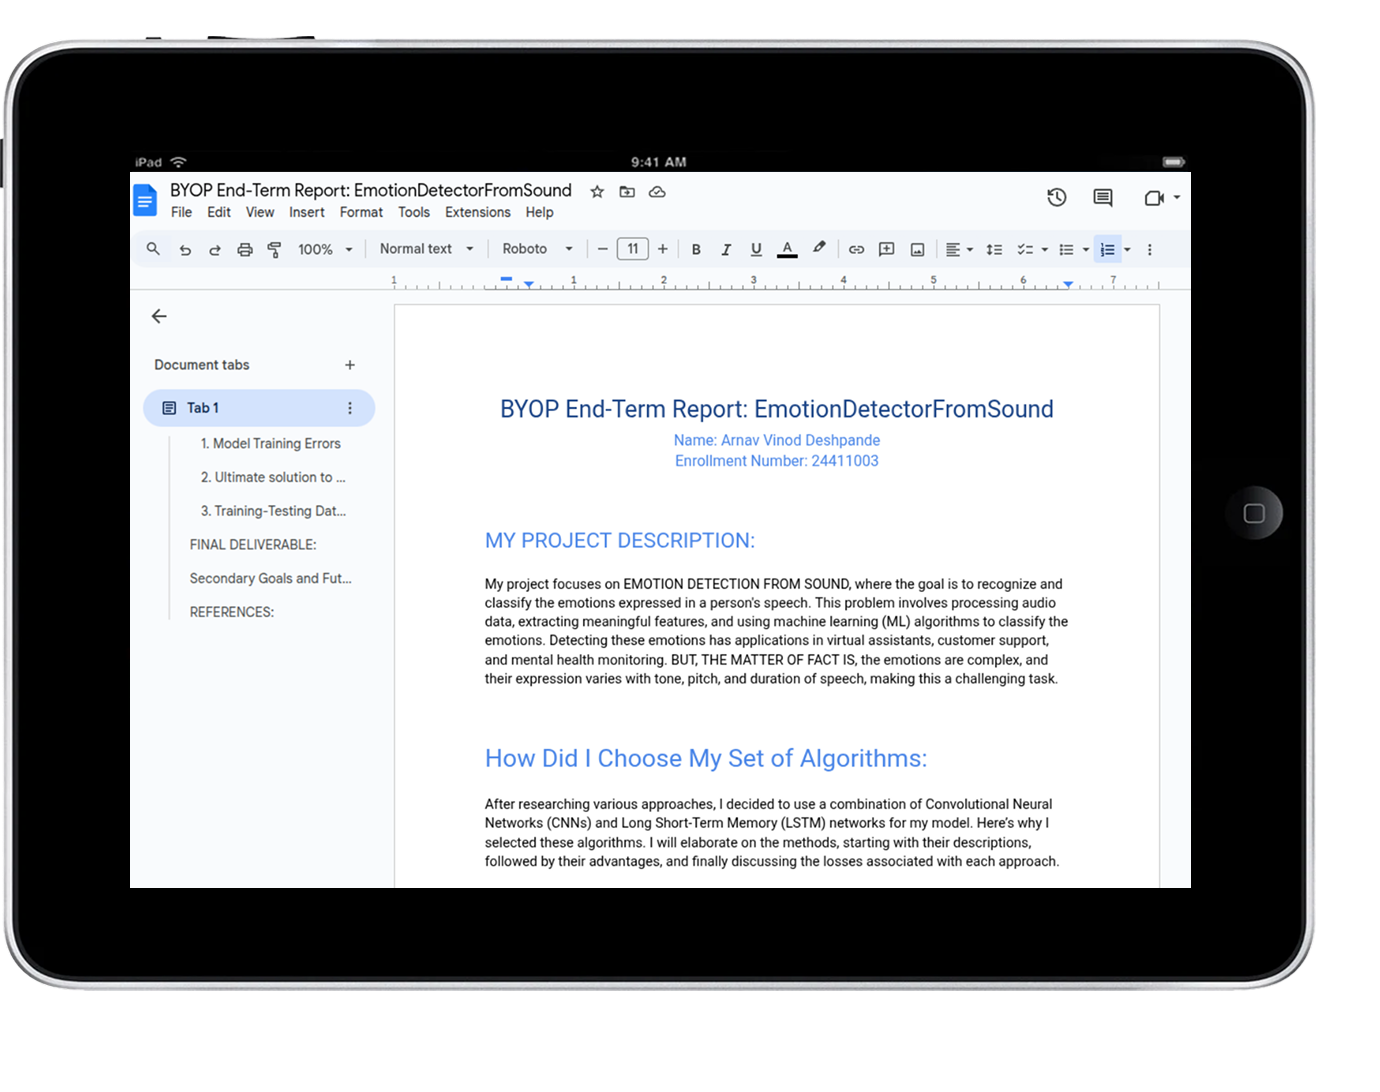 iPad
9:41 AM
BYOP End-Term Report: EmotionDetectorFromSound
File Edit View Insert Format Tools Extensions Help
100% Normal text Roboto 11 B I U A
1 1 2 3 4 5 6 7
Document tabs
Tab 1
1. Model Training Errors
2. Ultimate solution to ...
3. Training-Testing Dat...
FINAL DELIVERABLE:
Secondary Goals and Fut...
REFERENCES:
BYOP End-Term Report: EmotionDetectorFromSound
Name: Arnav Vinod Deshpande
Enrollment Number: 24411003
MY PROJECT DESCRIPTION:
My project focuses on EMOTION DETECTION FROM SOUND, where the goal is to recognize and
classify the emotions expressed in a person's speech. This problem involves processing audio
data, extracting meaningful features, and using machine learning (ML) algorithms to classify the
emotions. Detecting these emotions has applications in virtual assistants, customer support,
and mental health monitoring. BUT, THE MATTER OF FACT IS, the emotions are complex, and
their expression varies with tone, pitch, and duration of speech, making this a challenging task.
How Did I Choose My Set of Algorithms:
After researching various approaches, I decided to use a combination of Convolutional Neural
Networks (CNNs) and Long Short-Term Memory (LSTM) networks for my model. Here's why I
selected these algorithms. I will elaborate on the methods, starting with their descriptions,
followed by their advantages, and finally discussing the losses associated with each approach.